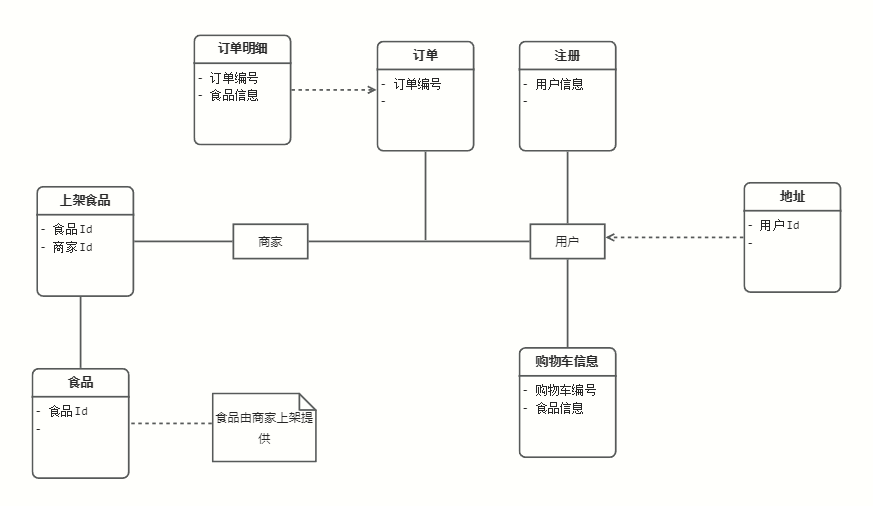 订单明细
- 订单编号
- 食品信息
订单
- 订单编号
-
注册
- 用户信息
-
上架食品
- 食品Id
- 商家Id
商家
用户
地址
- 用户Id
-
食品
- 食品Id
-
食品由商家上架提
供
购物车信息
- 购物车编号
- 食品信息